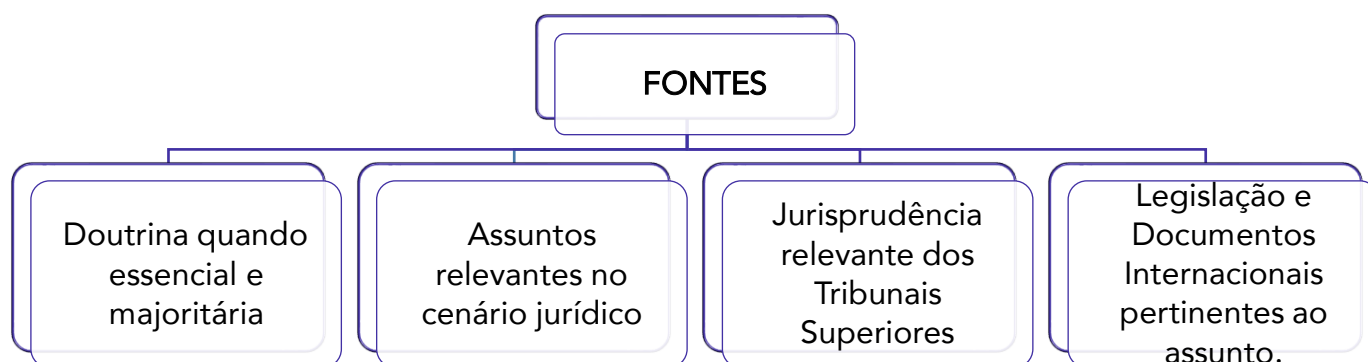 FONTES
Doutrina quando
essencial e
majoritária
Assuntos
relevantes no
cenário jurídico
Jurisprudência
relevante dos
Tribunais
Superiores
Legislação e
Documentos
Internacionais
pertinentes ao
assunto.